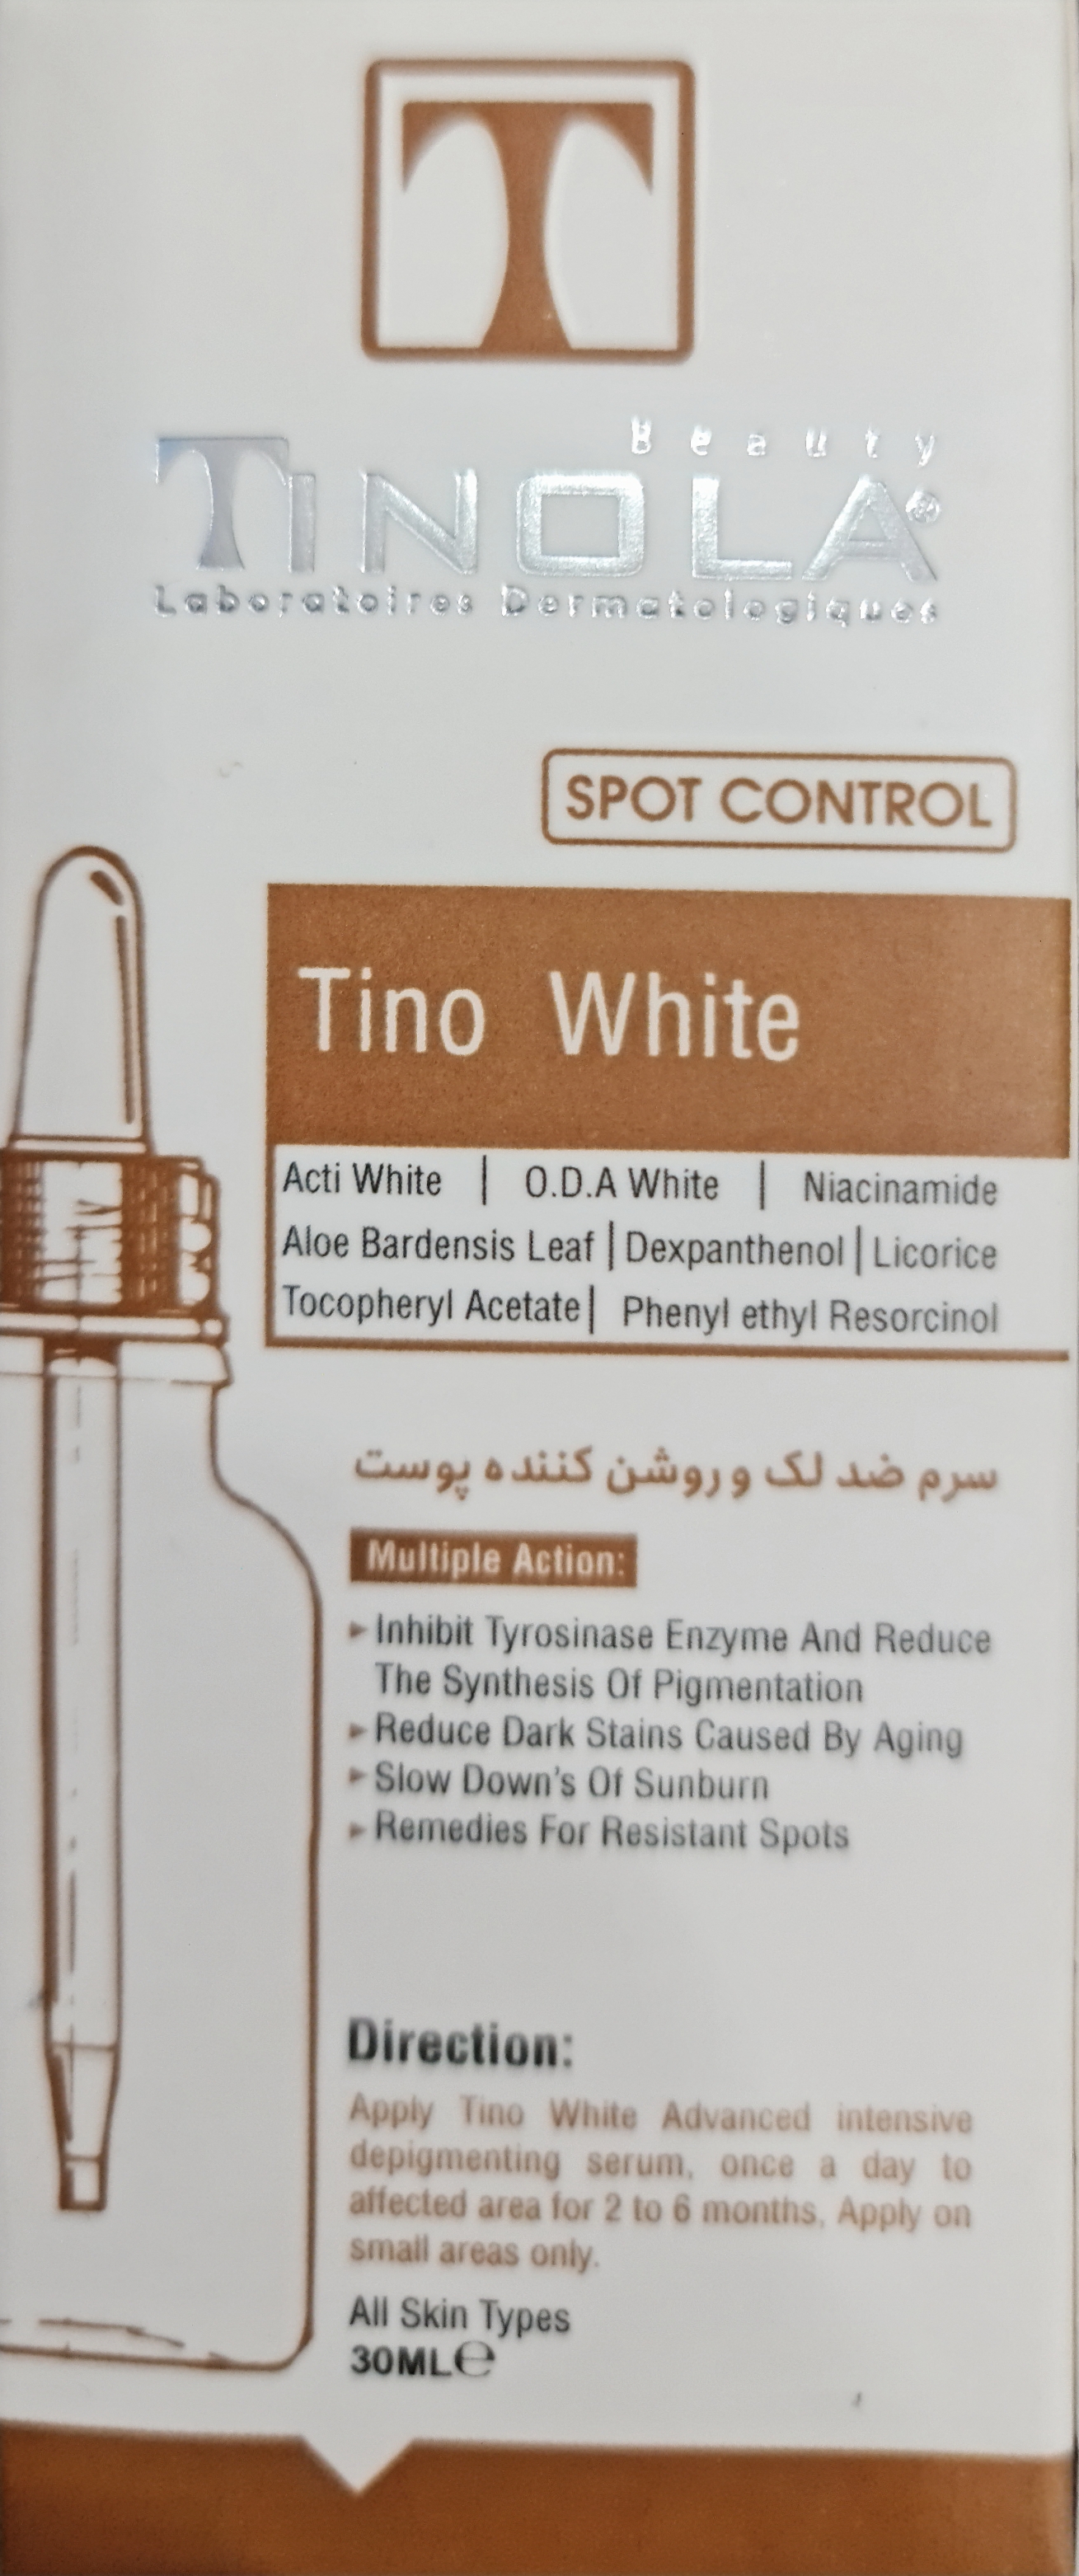 T
Beauty
TINOLA®
Laboratoires Dermatologiques
SPOT CONTROL
Tino White
Acti White | O.D.A White | Niacinamide
Aloe Bardensis Leaf | Dexpanthenol | Licorice
Tocopheryl Acetate | Phenyl ethyl Resorcinol
سرم ضد لک و روشن کننده پوست
Multiple Action:
▸ Inhibit Tyrosinase Enzyme And Reduce
The Synthesis Of Pigmentation
▸ Reduce Dark Stains Caused By Aging
▸ Slow Down's Of Sunburn
▸ Remedies For Resistant Spots
Direction:
Apply Tino White Advanced intensive
depigmenting serum, once a day to
affected area for 2 to 6 months, Apply on
small areas only.
All Skin Types
30ML℮